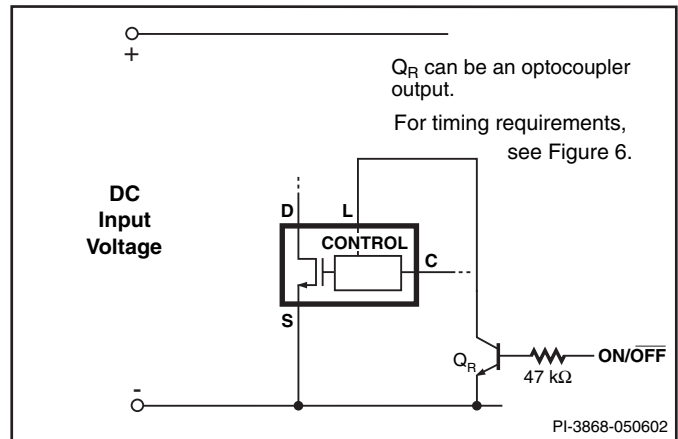 +
Q_R can be an optocoupler
output.
For timing requirements,
see Figure 6.
DC
Input
Voltage
D
L
CONTROL
C
S
Q_R
47 kΩ
ON/O̅F̅F̅
-
PI-3868-050602